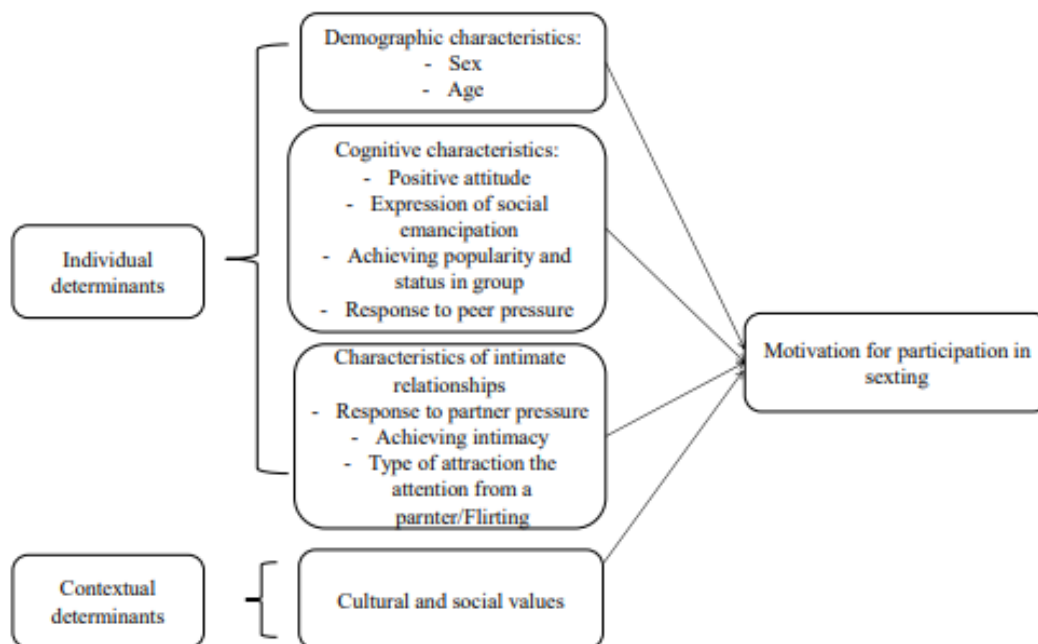 Demographic characteristics:
- Sex
- Age
Cognitive characteristics:
- Positive attitude
- Expression of social
emancipation
- Achieving popularity and
status in group
- Response to peer pressure
Individual
determinants
Characteristics of intimate
relationships
- Response to partner pressure
- Achieving intimacy
- Type of attraction the
attention from a
parnter/Flirting
Motivation for participation in
sexting
Contextual
determinants
Cultural and social values